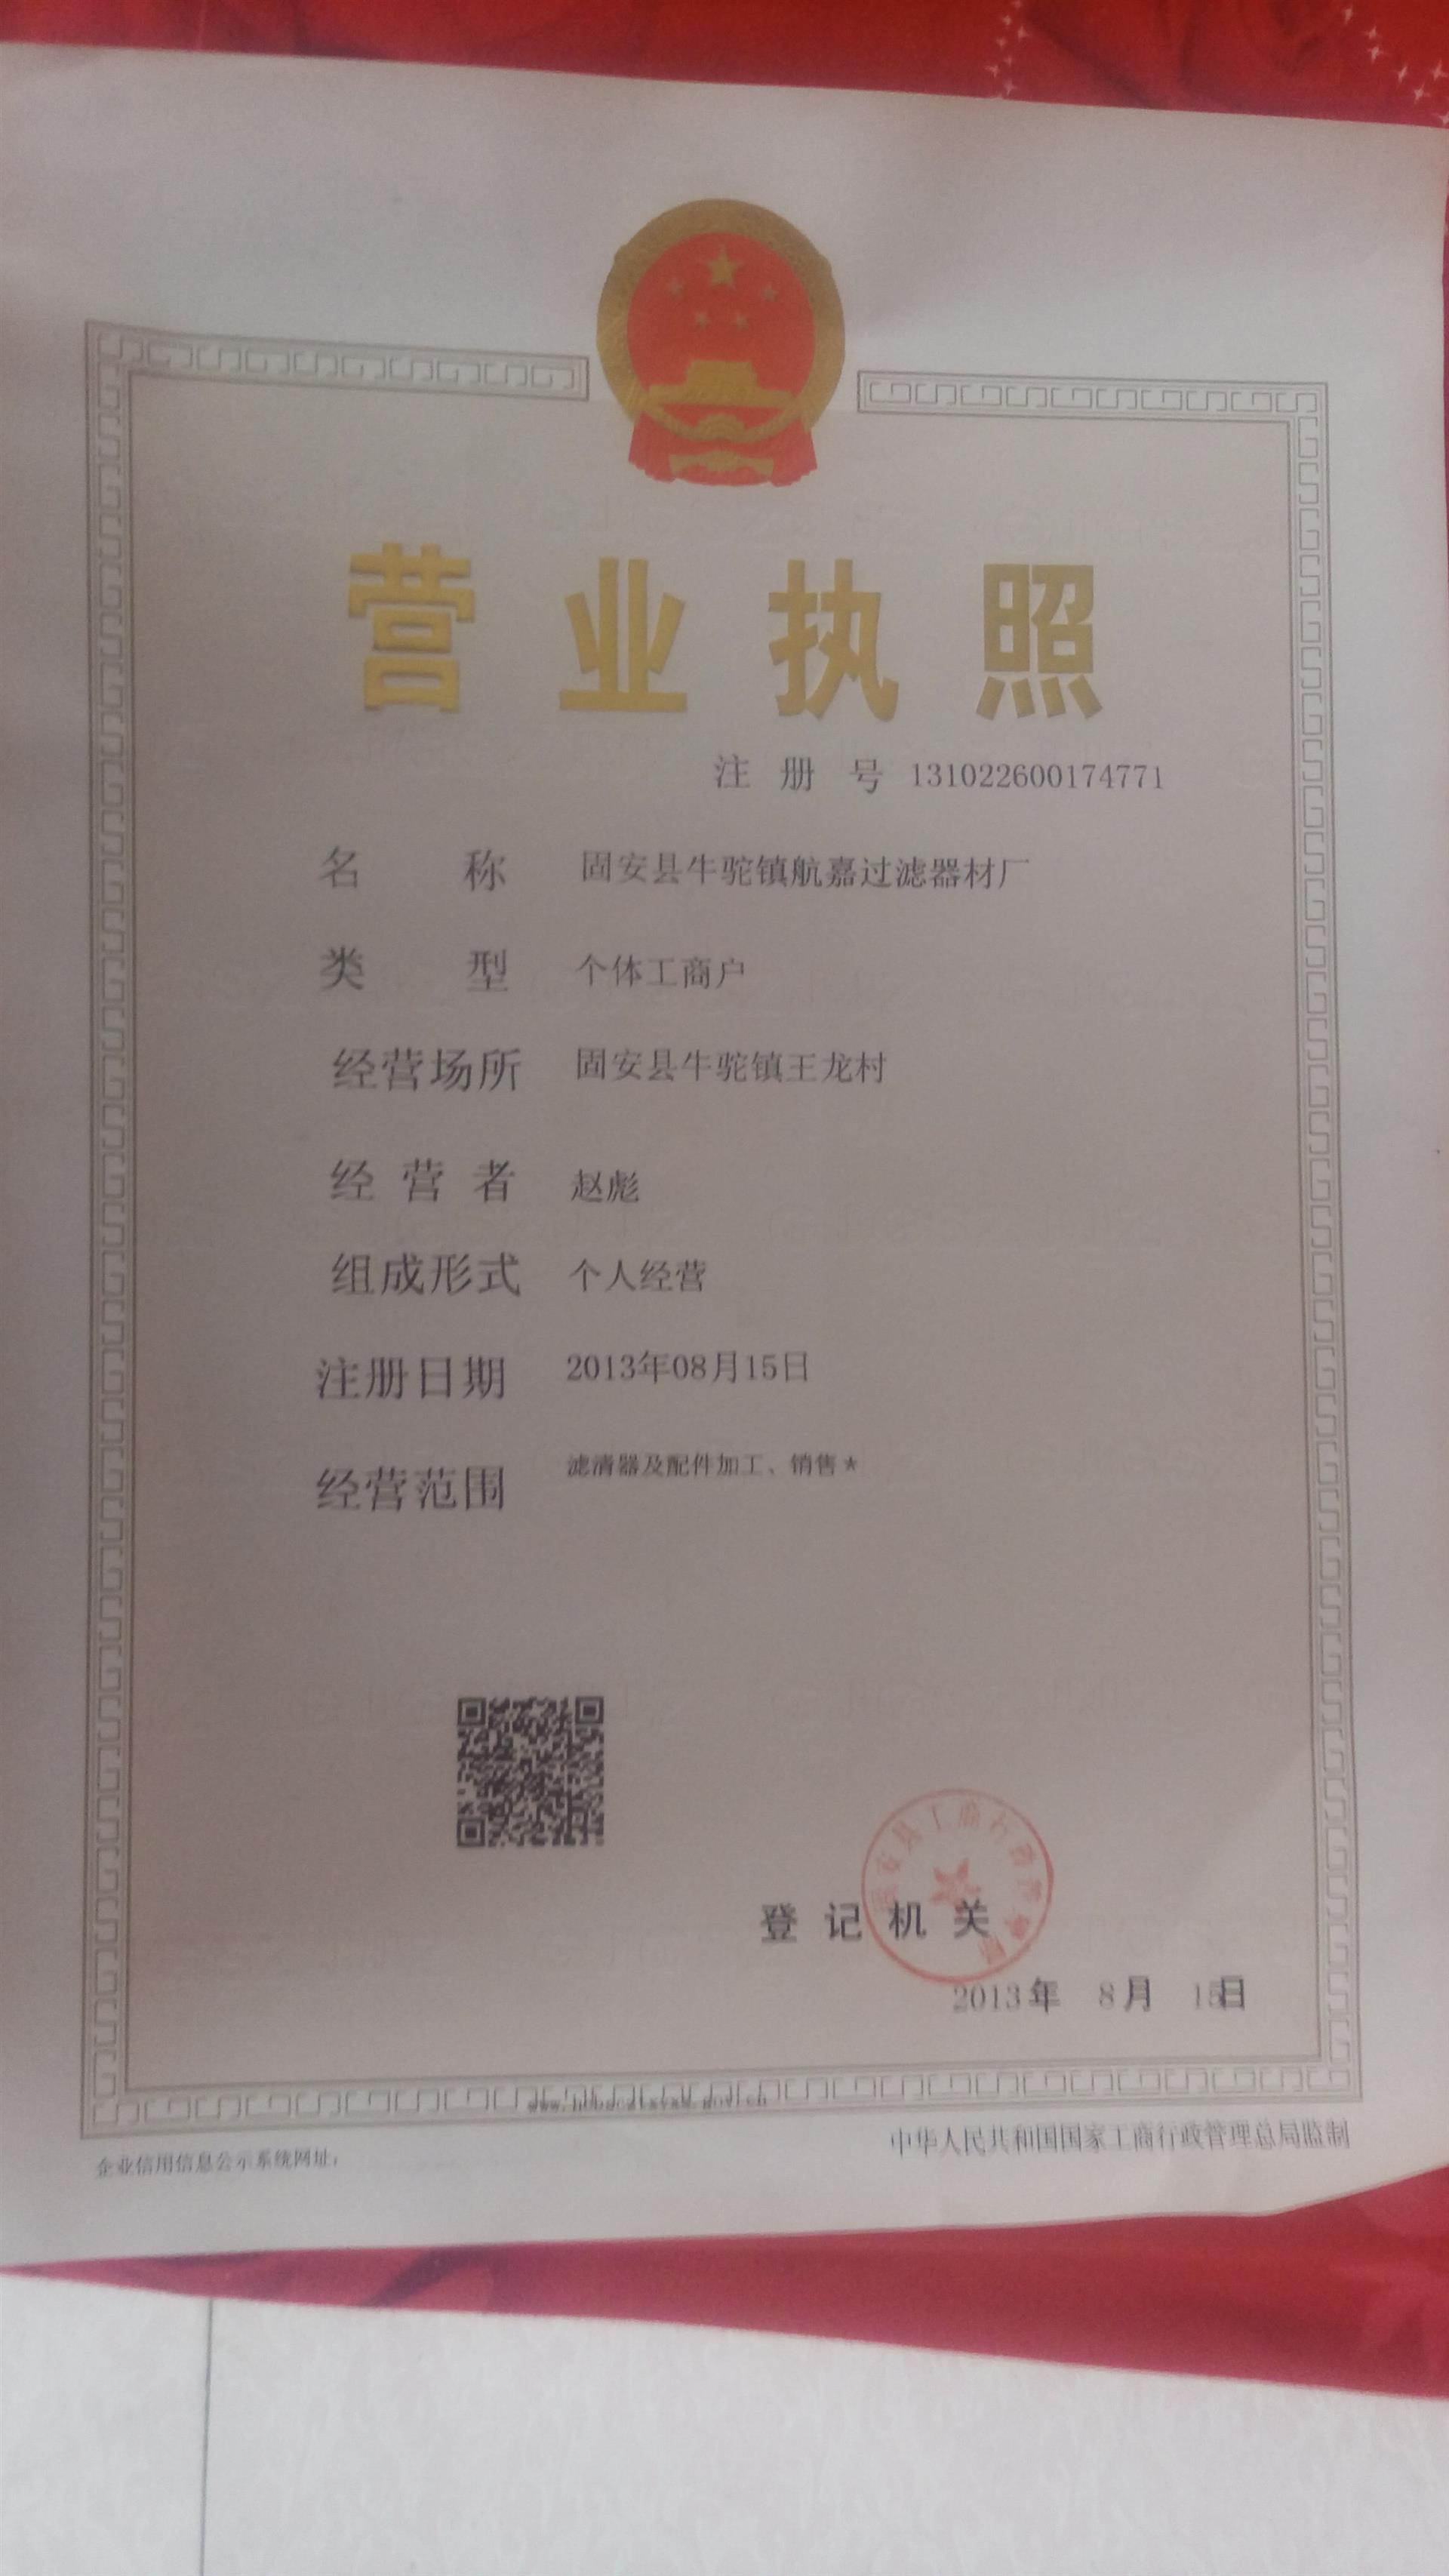 营业执照
注 册 号 131022600174771
名 称 固安县牛驼镇航嘉过滤器材厂
类 型 个体工商户
经营场所 固安县牛驼镇王龙村
经 营 者 赵彪
组成形式 个人经营
注册日期 2013年08月15日
经营范围 滤清器及配件加工、销售*
固安县工商行政管理局
登 记 机 关
2013年 8月 15日
企业信用信息公示系统网址:
中华人民共和国国家工商行政管理总局监制